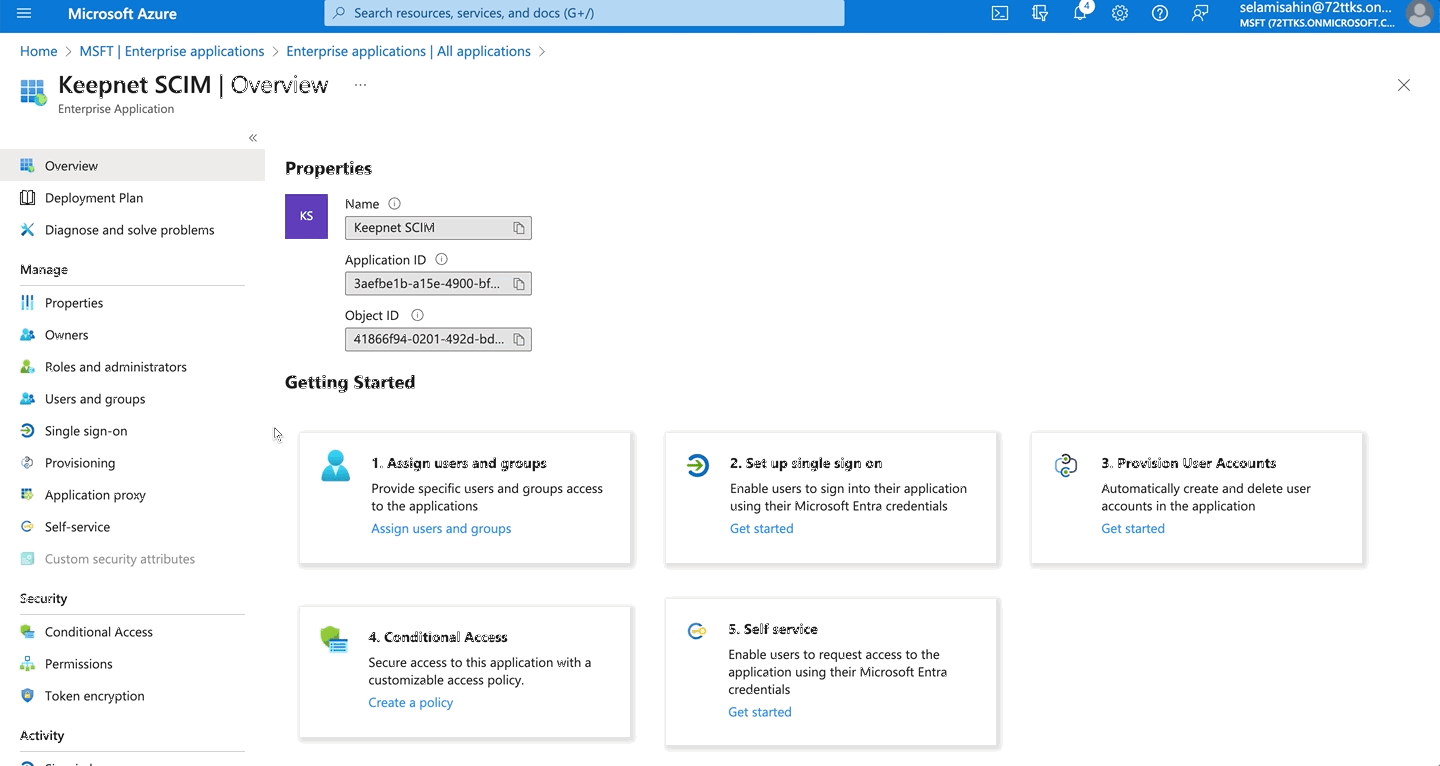 Microsoft Azure
Search resources, services, and docs (G+/)
4
selamisahin@72ttks.on...
MSFT (72TTKS.ONMICROSOFT.C...
Home > MSFT | Enterprise applications > Enterprise applications | All applications >
Keepnet SCIM | Overview ...
Enterprise Application
«
Overview
Deployment Plan
Diagnose and solve problems
Manage
Properties
Owners
Roles and administrators
Users and groups
Single sign-on
Provisioning
Application proxy
Self-service
Custom security attributes
Security
Conditional Access
Permissions
Token encryption
Activity
Properties
KS
Name
Keepnet SCIM
Application ID
3aefbe1b-a15e-4900-bf...
Object ID
41866f94-0201-492d-bd...
Getting Started
1. Assign users and groups
Provide specific users and groups access
to the applications
Assign users and groups
2. Set up single sign on
Enable users to sign into their application
using their Microsoft Entra credentials
Get started
3. Provision User Accounts
Automatically create and delete user
accounts in the application
Get started
4. Conditional Access
Secure access to this application with a
customizable access policy.
Create a policy
5. Self service
Enable users to request access to the
application using their Microsoft Entra
credentials
Get started